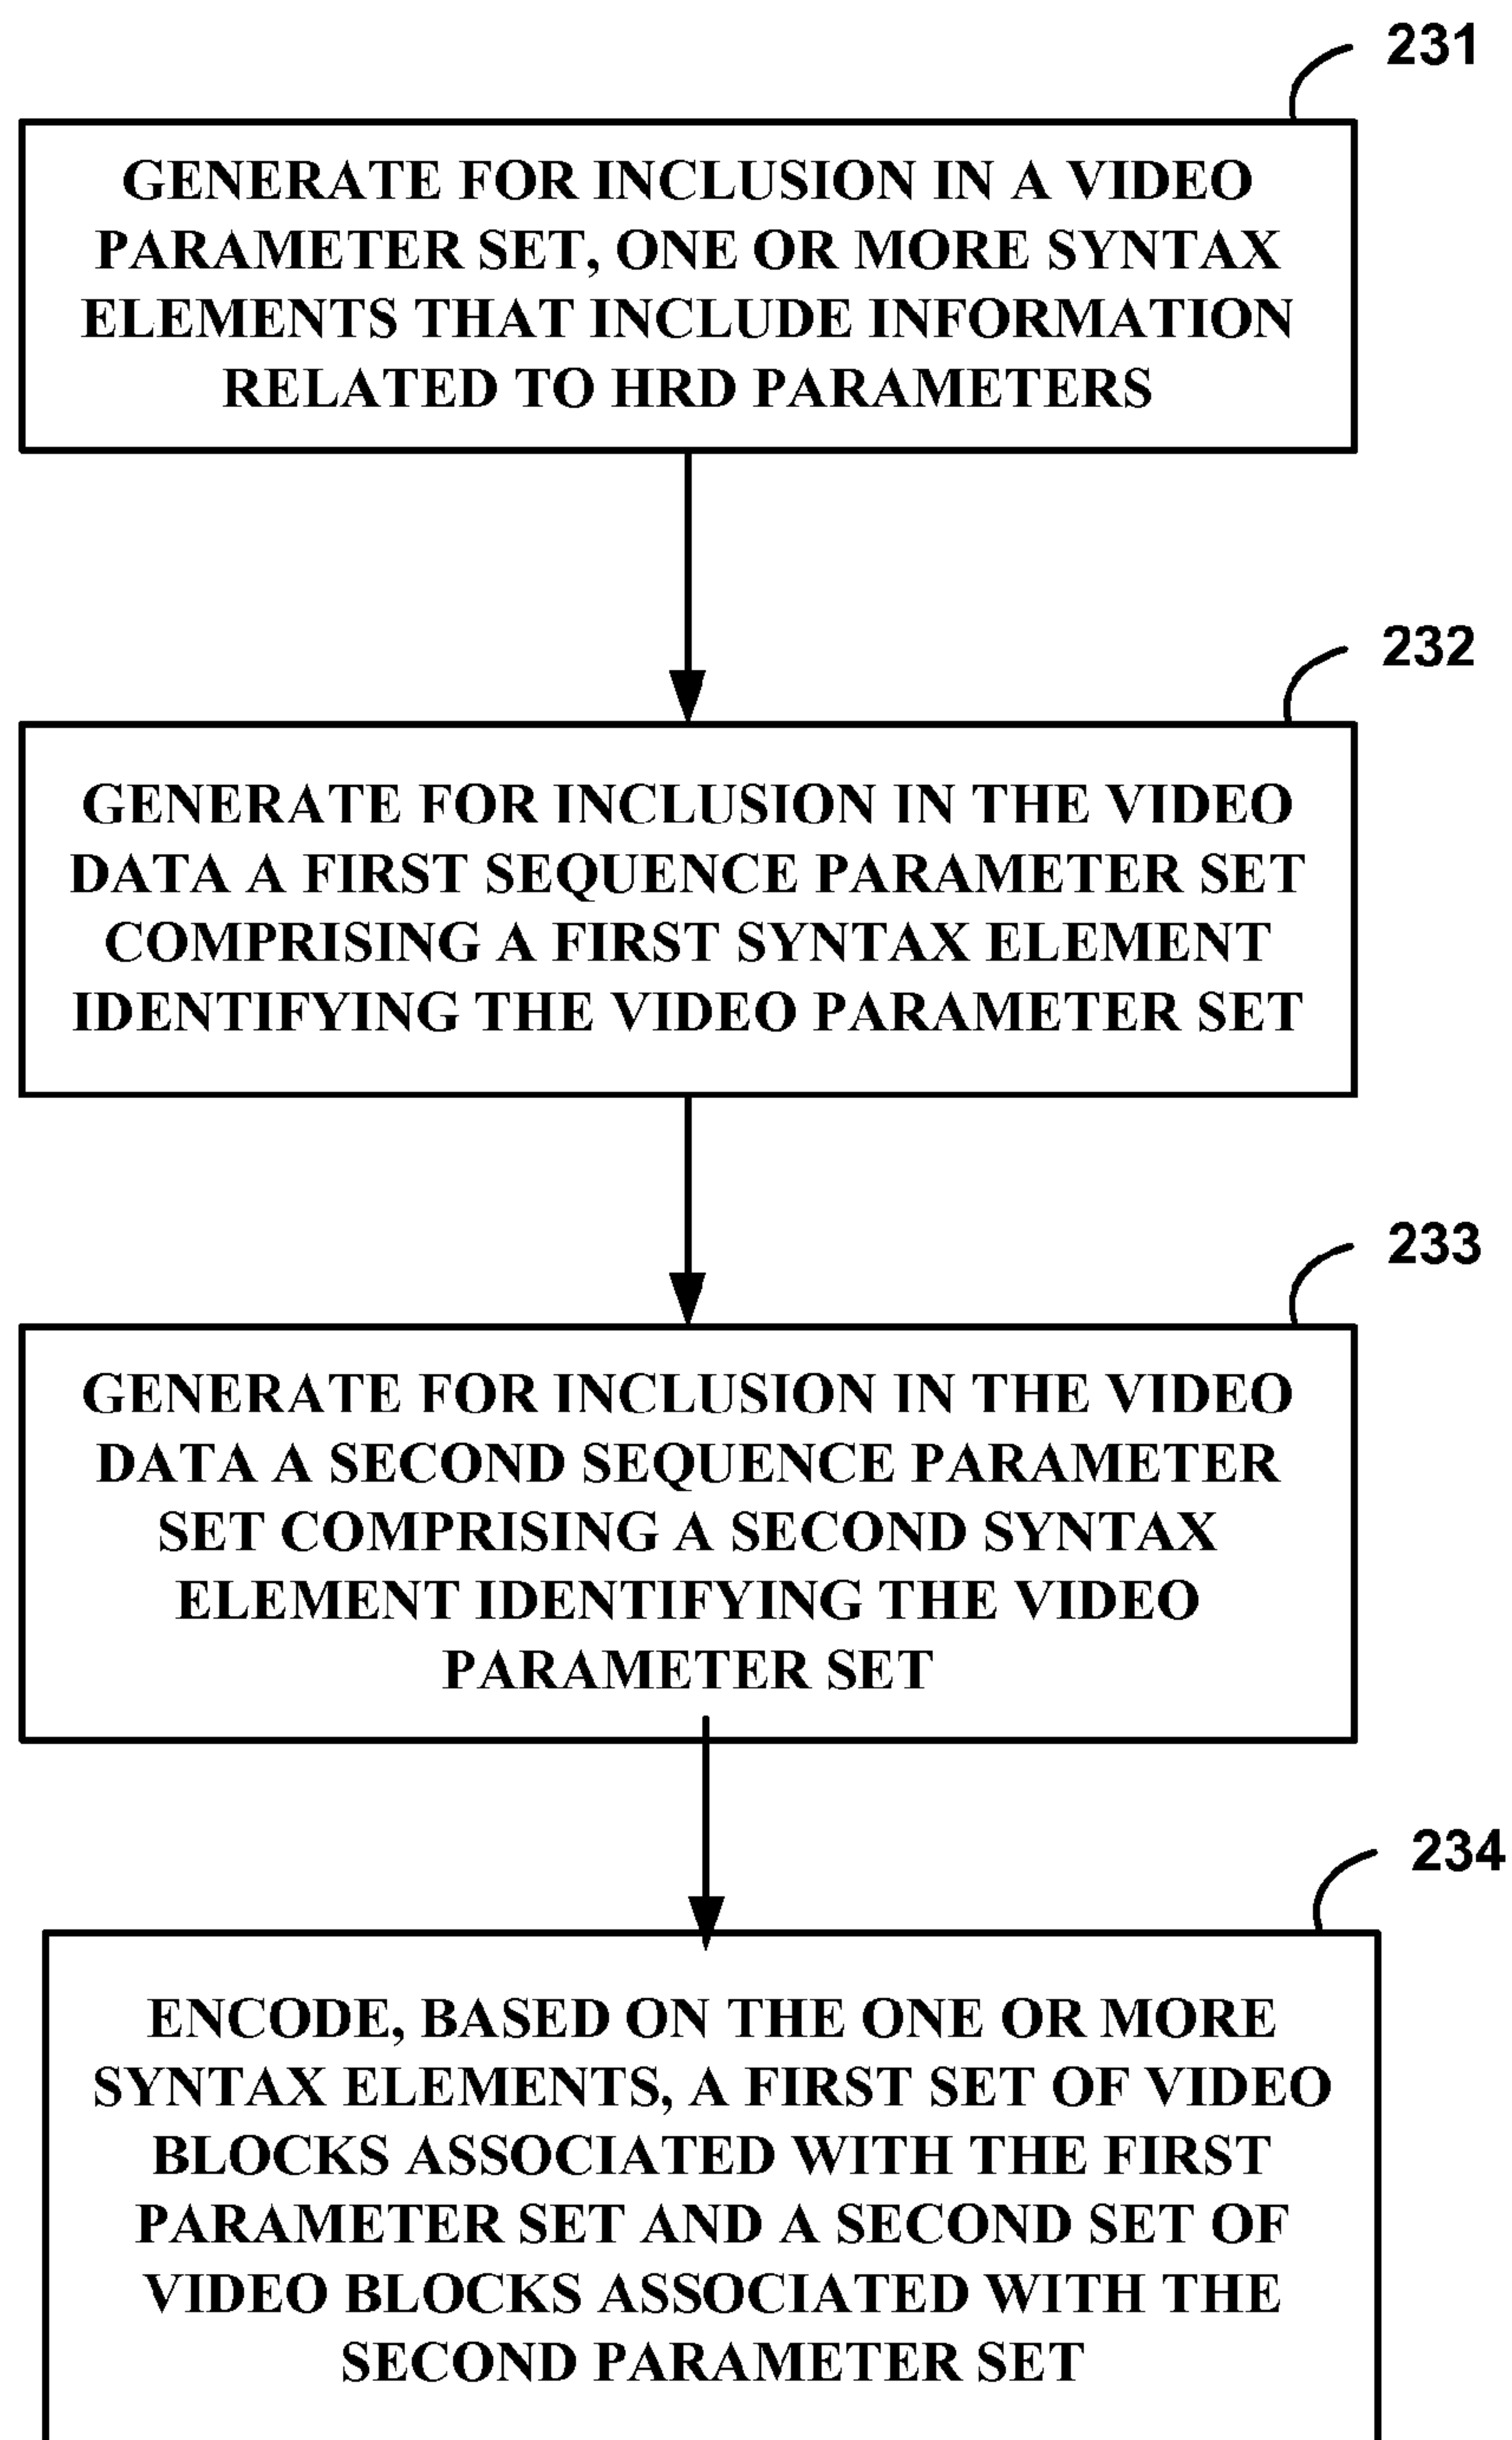 231
GENERATE FOR INCLUSION IN A VIDEO
PARAMETER SET, ONE OR MORE SYNTAX
ELEMENTS THAT INCLUDE INFORMATION
RELATED TO HRD PARAMETERS
232
GENERATE FOR INCLUSION IN THE VIDEO
DATA A FIRST SEQUENCE PARAMETER SET
COMPRISING A FIRST SYNTAX ELEMENT
IDENTIFYING THE VIDEO PARAMETER SET
233
GENERATE FOR INCLUSION IN THE VIDEO
DATA A SECOND SEQUENCE PARAMETER
SET COMPRISING A SECOND SYNTAX
ELEMENT IDENTIFYING THE VIDEO
PARAMETER SET
234
ENCODE, BASED ON THE ONE OR MORE
SYNTAX ELEMENTS, A FIRST SET OF VIDEO
BLOCKS ASSOCIATED WITH THE FIRST
PARAMETER SET AND A SECOND SET OF
VIDEO BLOCKS ASSOCIATED WITH THE
SECOND PARAMETER SET